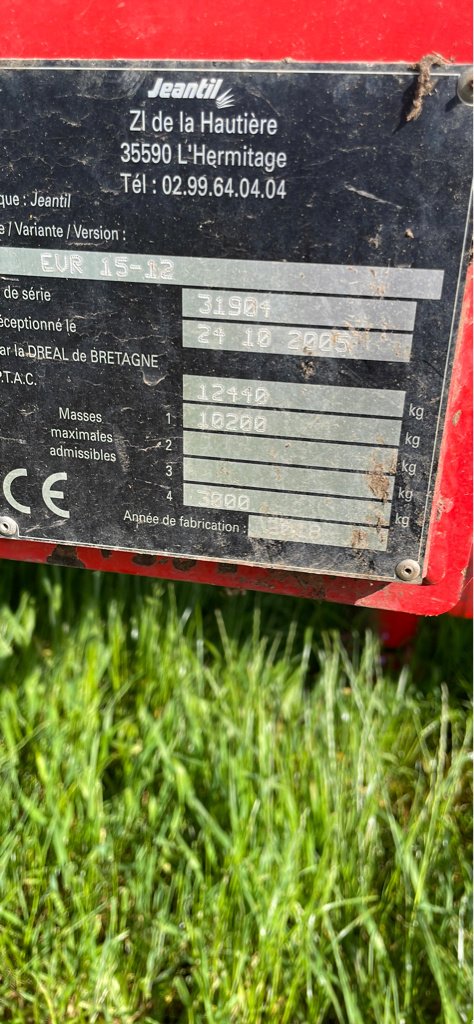 Jeantil
ZI de la Hautière
35590 L'Hermitage
Tél : 02.99.64.04.04
que : Jeantil
e / Variante / Version :
EVR 15-12
de série 31904
éceptionné le 24 10 2005
ar la DREAL de BRETAGNE
P.T.A.C. 12440 kg
Masses maximales admissibles
1 10200 kg
2 kg
3 kg
4 3000 kg
CE
Année de fabrication :